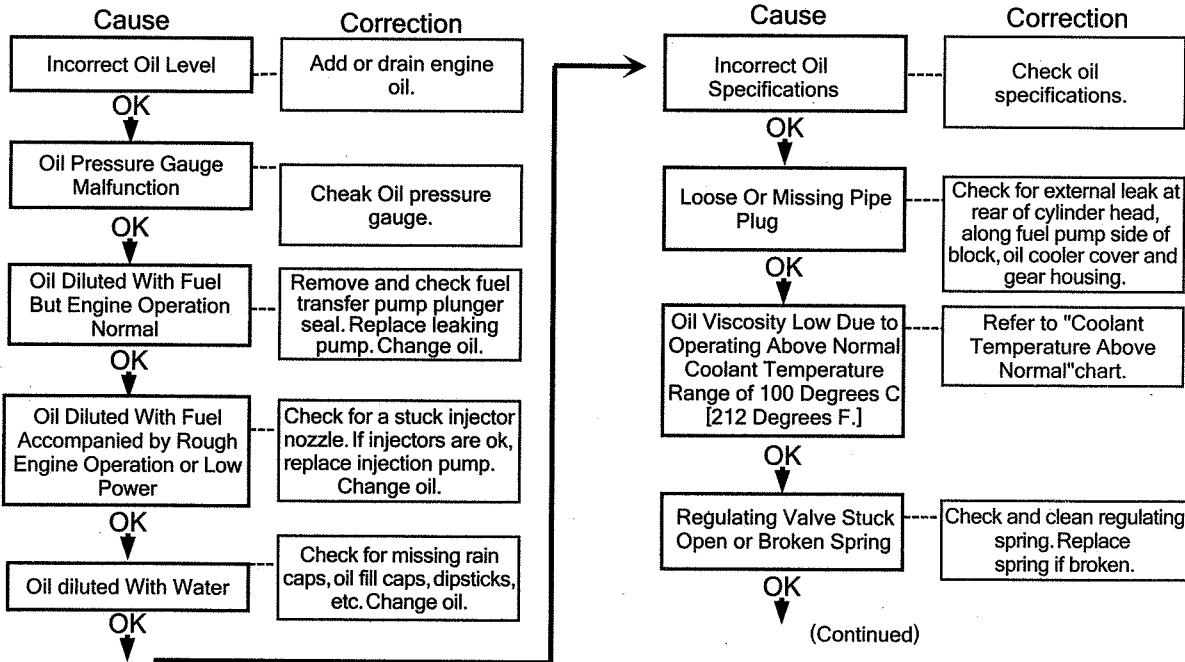 Cause
Correction
Incorrect Oil Level
Add or drain engine
oil.
OK
Oil Pressure Gauge
Malfunction
Cheak Oil pressure
gauge.
OK
Oil Diluted With Fuel
But Engine Operation
Normal
Remove and check fuel
transfer pump plunger
seal. Replace leaking
pump. Change oil.
OK
Oil Diluted With Fuel
Accompanied by Rough
Engine Operation or Low
Power
Check for a stuck injector
nozzle. If injectors are ok,
replace injection pump.
Change oil.
OK
Oil diluted With Water
Check for missing rain
caps, oil fill caps, dipsticks,
etc. Change oil.
OK
Cause
Correction
Incorrect Oil
Specifications
Check oil
specifications.
OK
Loose Or Missing Pipe
Plug
Check for external leak at
rear of cylinder head,
along fuel pump side of
block, oil cooler cover and
gear housing.
OK
Oil Viscosity Low Due to
Operating Above Normal
Coolant Temperature
Range of 100 Degrees C
[212 Degrees F.]
Refer to "Coolant
Temperature Above
Normal"chart.
OK
Regulating Valve Stuck
Open or Broken Spring
Check and clean regulating
spring. Replace
spring if broken.
OK
(Continued)